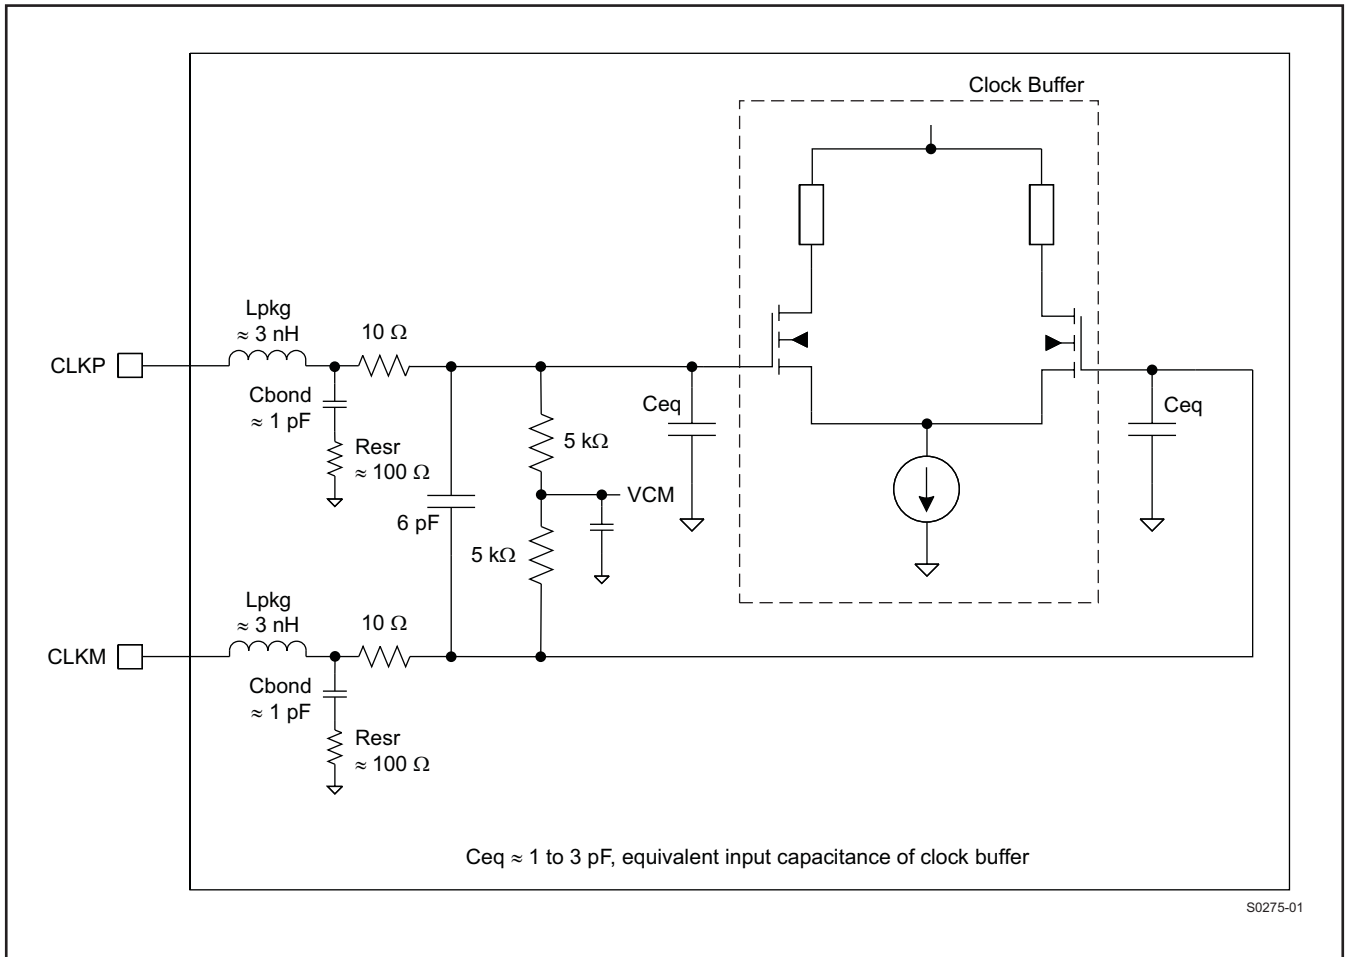 Clock Buffer
Lpkg
≈ 3 nH
10 Ω
CLKP
Cbond
≈ 1 pF
Resr
≈ 100 Ω
6 pF
5 kΩ
VCM
5 kΩ
Ceq
Ceq
Lpkg
≈ 3 nH
10 Ω
CLKM
Cbond
≈ 1 pF
Resr
≈ 100 Ω
Ceq ≈ 1 to 3 pF, equivalent input capacitance of clock buffer
S0275-01